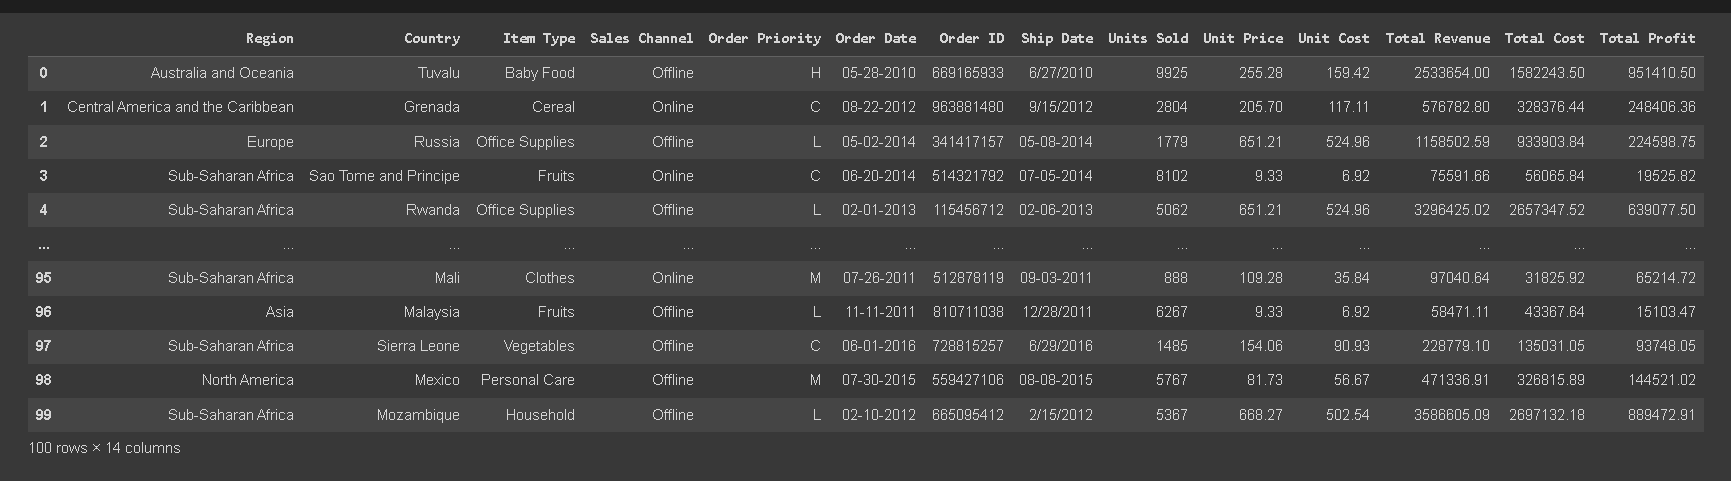 Region Country Item Type Sales Channel Order Priority Order Date Order ID Ship Date Units Sold Unit Price Unit Cost Total Revenue Total Cost Total Profit
0 Australia and Oceania Tuvalu Baby Food Offline H 05-28-2010 669165933 6/27/2010 9925 255.28 159.42 2533654.00 1582243.50 951410.50
1 Central America and the Caribbean Grenada Cereal Online C 08-22-2012 963881480 9/15/2012 2804 205.70 117.11 576782.80 328376.44 248406.36
2 Europe Russia Office Supplies Offline L 05-02-2014 341417157 05-08-2014 1779 651.21 524.96 1158502.59 933903.84 224598.75
3 Sub-Saharan Africa Sao Tome and Principe Fruits Online C 06-20-2014 514321792 07-05-2014 8102 9.33 6.92 75591.66 56065.84 19525.82
4 Sub-Saharan Africa Rwanda Office Supplies Offline L 02-01-2013 115456712 02-06-2013 5062 651.21 524.96 3296425.02 2657347.52 639077.50
... ... ... ... ... ... ... ... ... ... ... ... ... ... ...
95 Sub-Saharan Africa Mali Clothes Online M 07-26-2011 512878119 09-03-2011 888 109.28 35.84 97040.64 31825.92 65214.72
96 Asia Malaysia Fruits Offline L 11-11-2011 810711038 12/28/2011 6267 9.33 6.92 58471.11 43367.64 15103.47
97 Sub-Saharan Africa Sierra Leone Vegetables Offline C 06-01-2016 728815257 6/29/2016 1485 154.06 90.93 228779.10 135031.05 93748.05
98 North America Mexico Personal Care Offline M 07-30-2015 559427106 08-08-2015 5767 81.73 56.67 471336.91 326815.89 144521.02
99 Sub-Saharan Africa Mozambique Household Offline L 02-10-2012 665095412 2/15/2012 5367 668.27 502.54 3586605.09 2697132.18 889472.91
100 rows × 14 columns